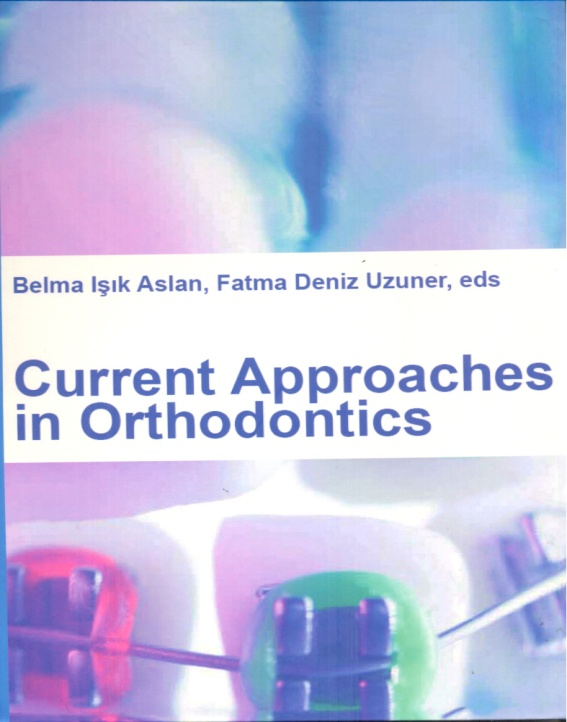 Belma Işık Aslan, Fatma Deniz Uzuner, eds
Current Approaches
in Orthodontics